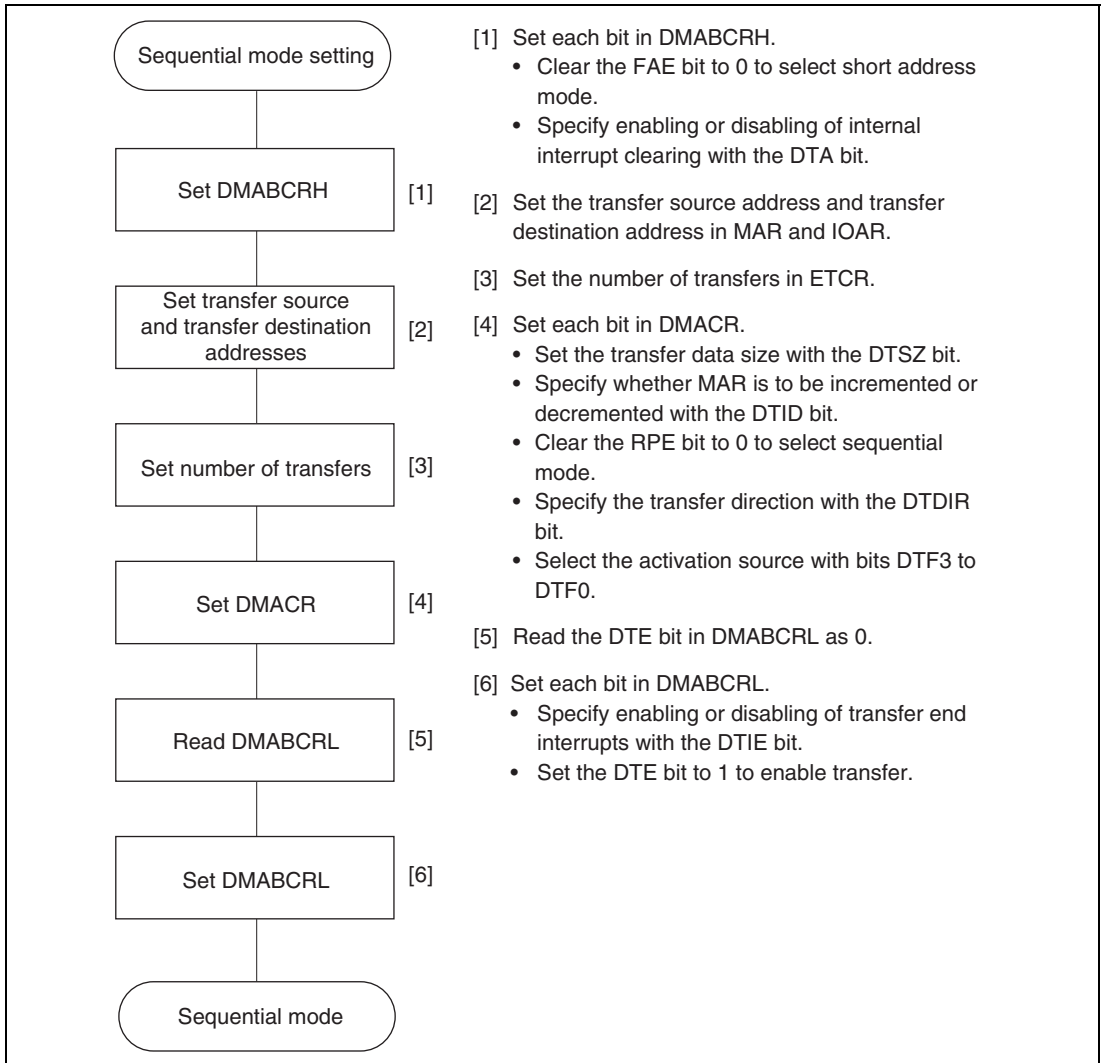 Sequential mode setting
Set DMABCRH
[1]
Set transfer source
and transfer destination
addresses
[2]
Set number of transfers
[3]
Set DMACR
[4]
Read DMABCRL
[5]
Set DMABCRL
[6]
Sequential mode
[1] Set each bit in DMABCRH.
• Clear the FAE bit to 0 to select short address
mode.
• Specify enabling or disabling of internal
interrupt clearing with the DTA bit.
[2] Set the transfer source address and transfer
destination address in MAR and IOAR.
[3] Set the number of transfers in ETCR.
[4] Set each bit in DMACR.
• Set the transfer data size with the DTSZ bit.
• Specify whether MAR is to be incremented or
decremented with the DTID bit.
• Clear the RPE bit to 0 to select sequential
mode.
• Specify the transfer direction with the DTDIR
bit.
• Select the activation source with bits DTF3 to
DTF0.
[5] Read the DTE bit in DMABCRL as 0.
[6] Set each bit in DMABCRL.
• Specify enabling or disabling of transfer end
interrupts with the DTIE bit.
• Set the DTE bit to 1 to enable transfer.